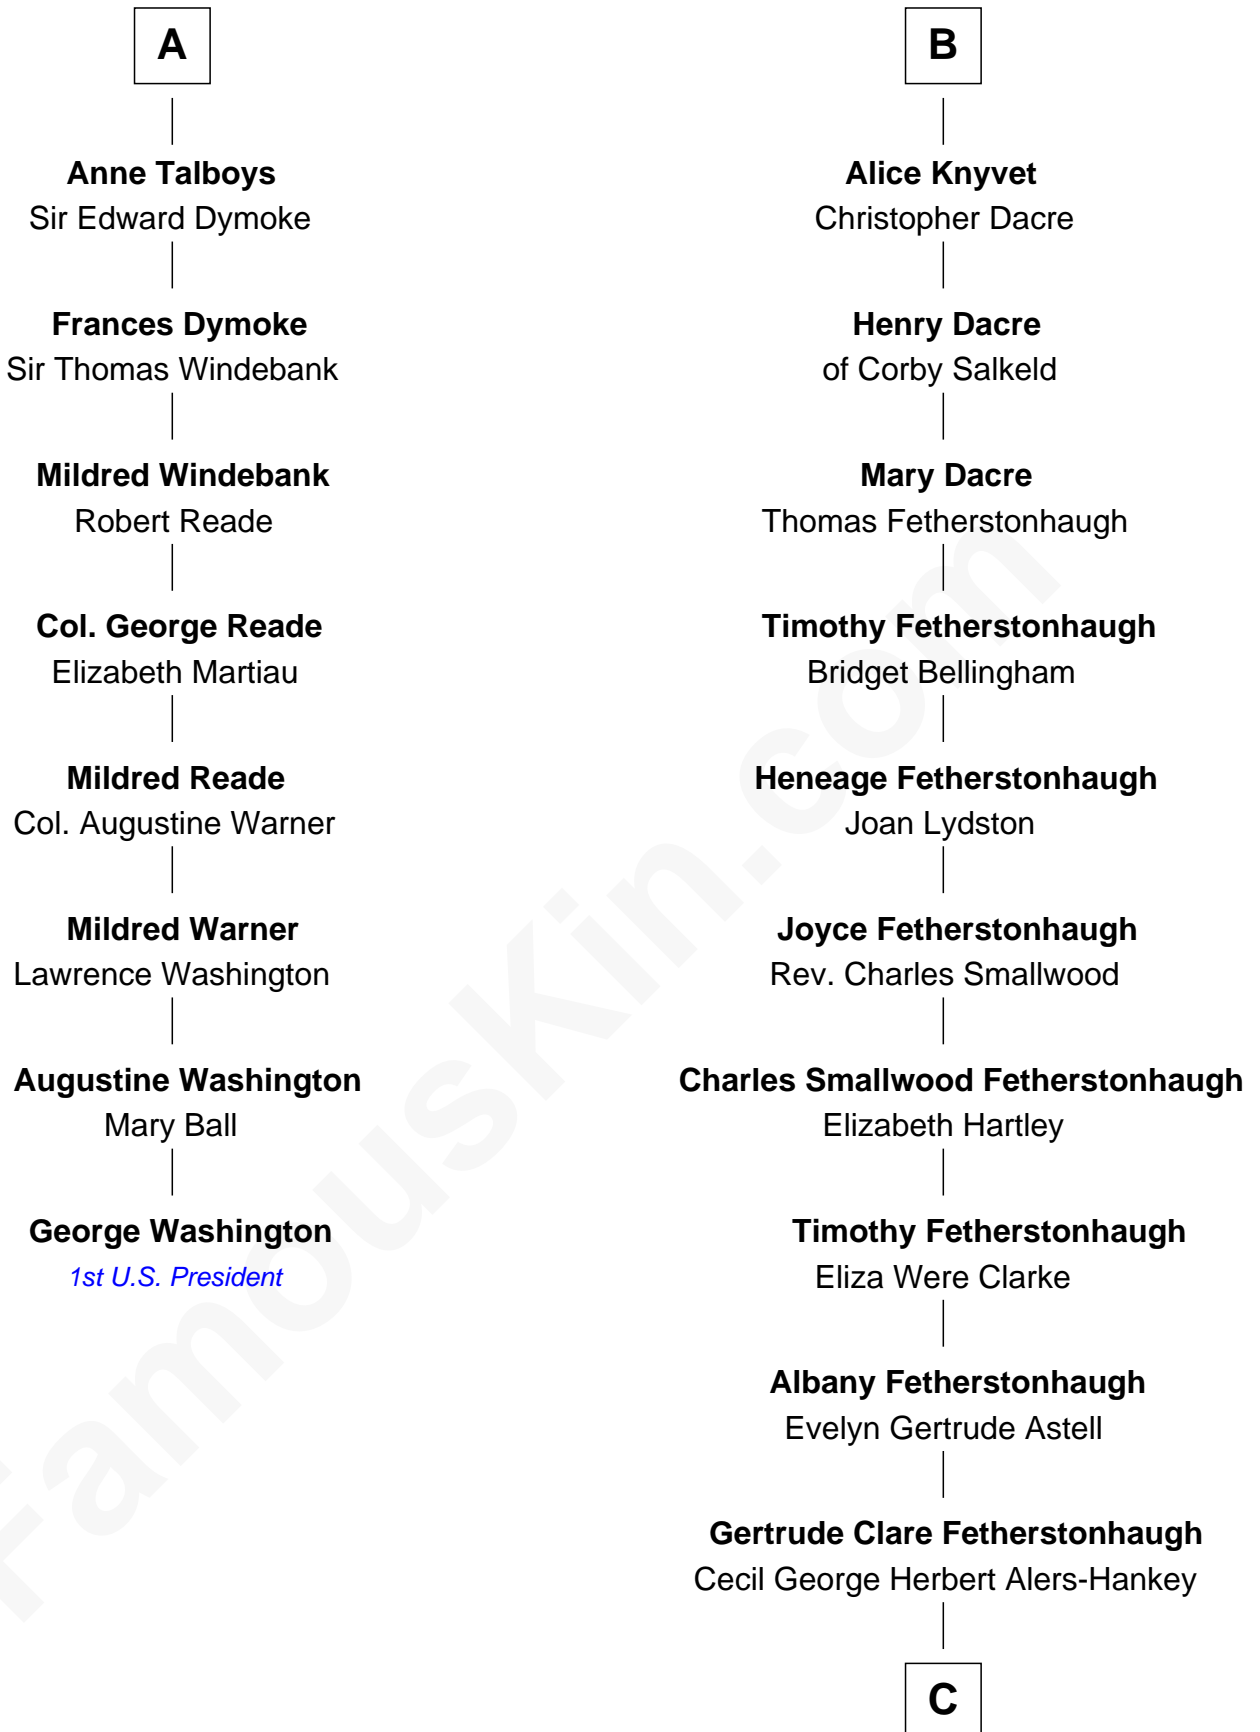 A
Anne Talboys
Sir Edward Dymoke
Frances Dymoke
Sir Thomas Windebank
Mildred Windebank
Robert Reade
Col. George Reade
Elizabeth Martiau
Mildred Reade
Col. Augustine Warner
Mildred Warner
Lawrence Washington
Augustine Washington
Mary Ball
George Washington
1st U.S. President
B
Alice Knyvet
Christopher Dacre
Henry Dacre
of Corby Salkeld
Mary Dacre
Thomas Fetherstonhaugh
Timothy Fetherstonhaugh
Bridget Bellingham
Heneage Fetherstonhaugh
Joan Lydston
Joyce Fetherstonhaugh
Rev. Charles Smallwood
Charles Smallwood Fetherstonhaugh
Elizabeth Hartley
Timothy Fetherstonhaugh
Eliza Were Clarke
Albany Fetherstonhaugh
Evelyn Gertrude Astell
Gertrude Clare Fetherstonhaugh
Cecil George Herbert Alers-Hankey
C
FamousKin.com